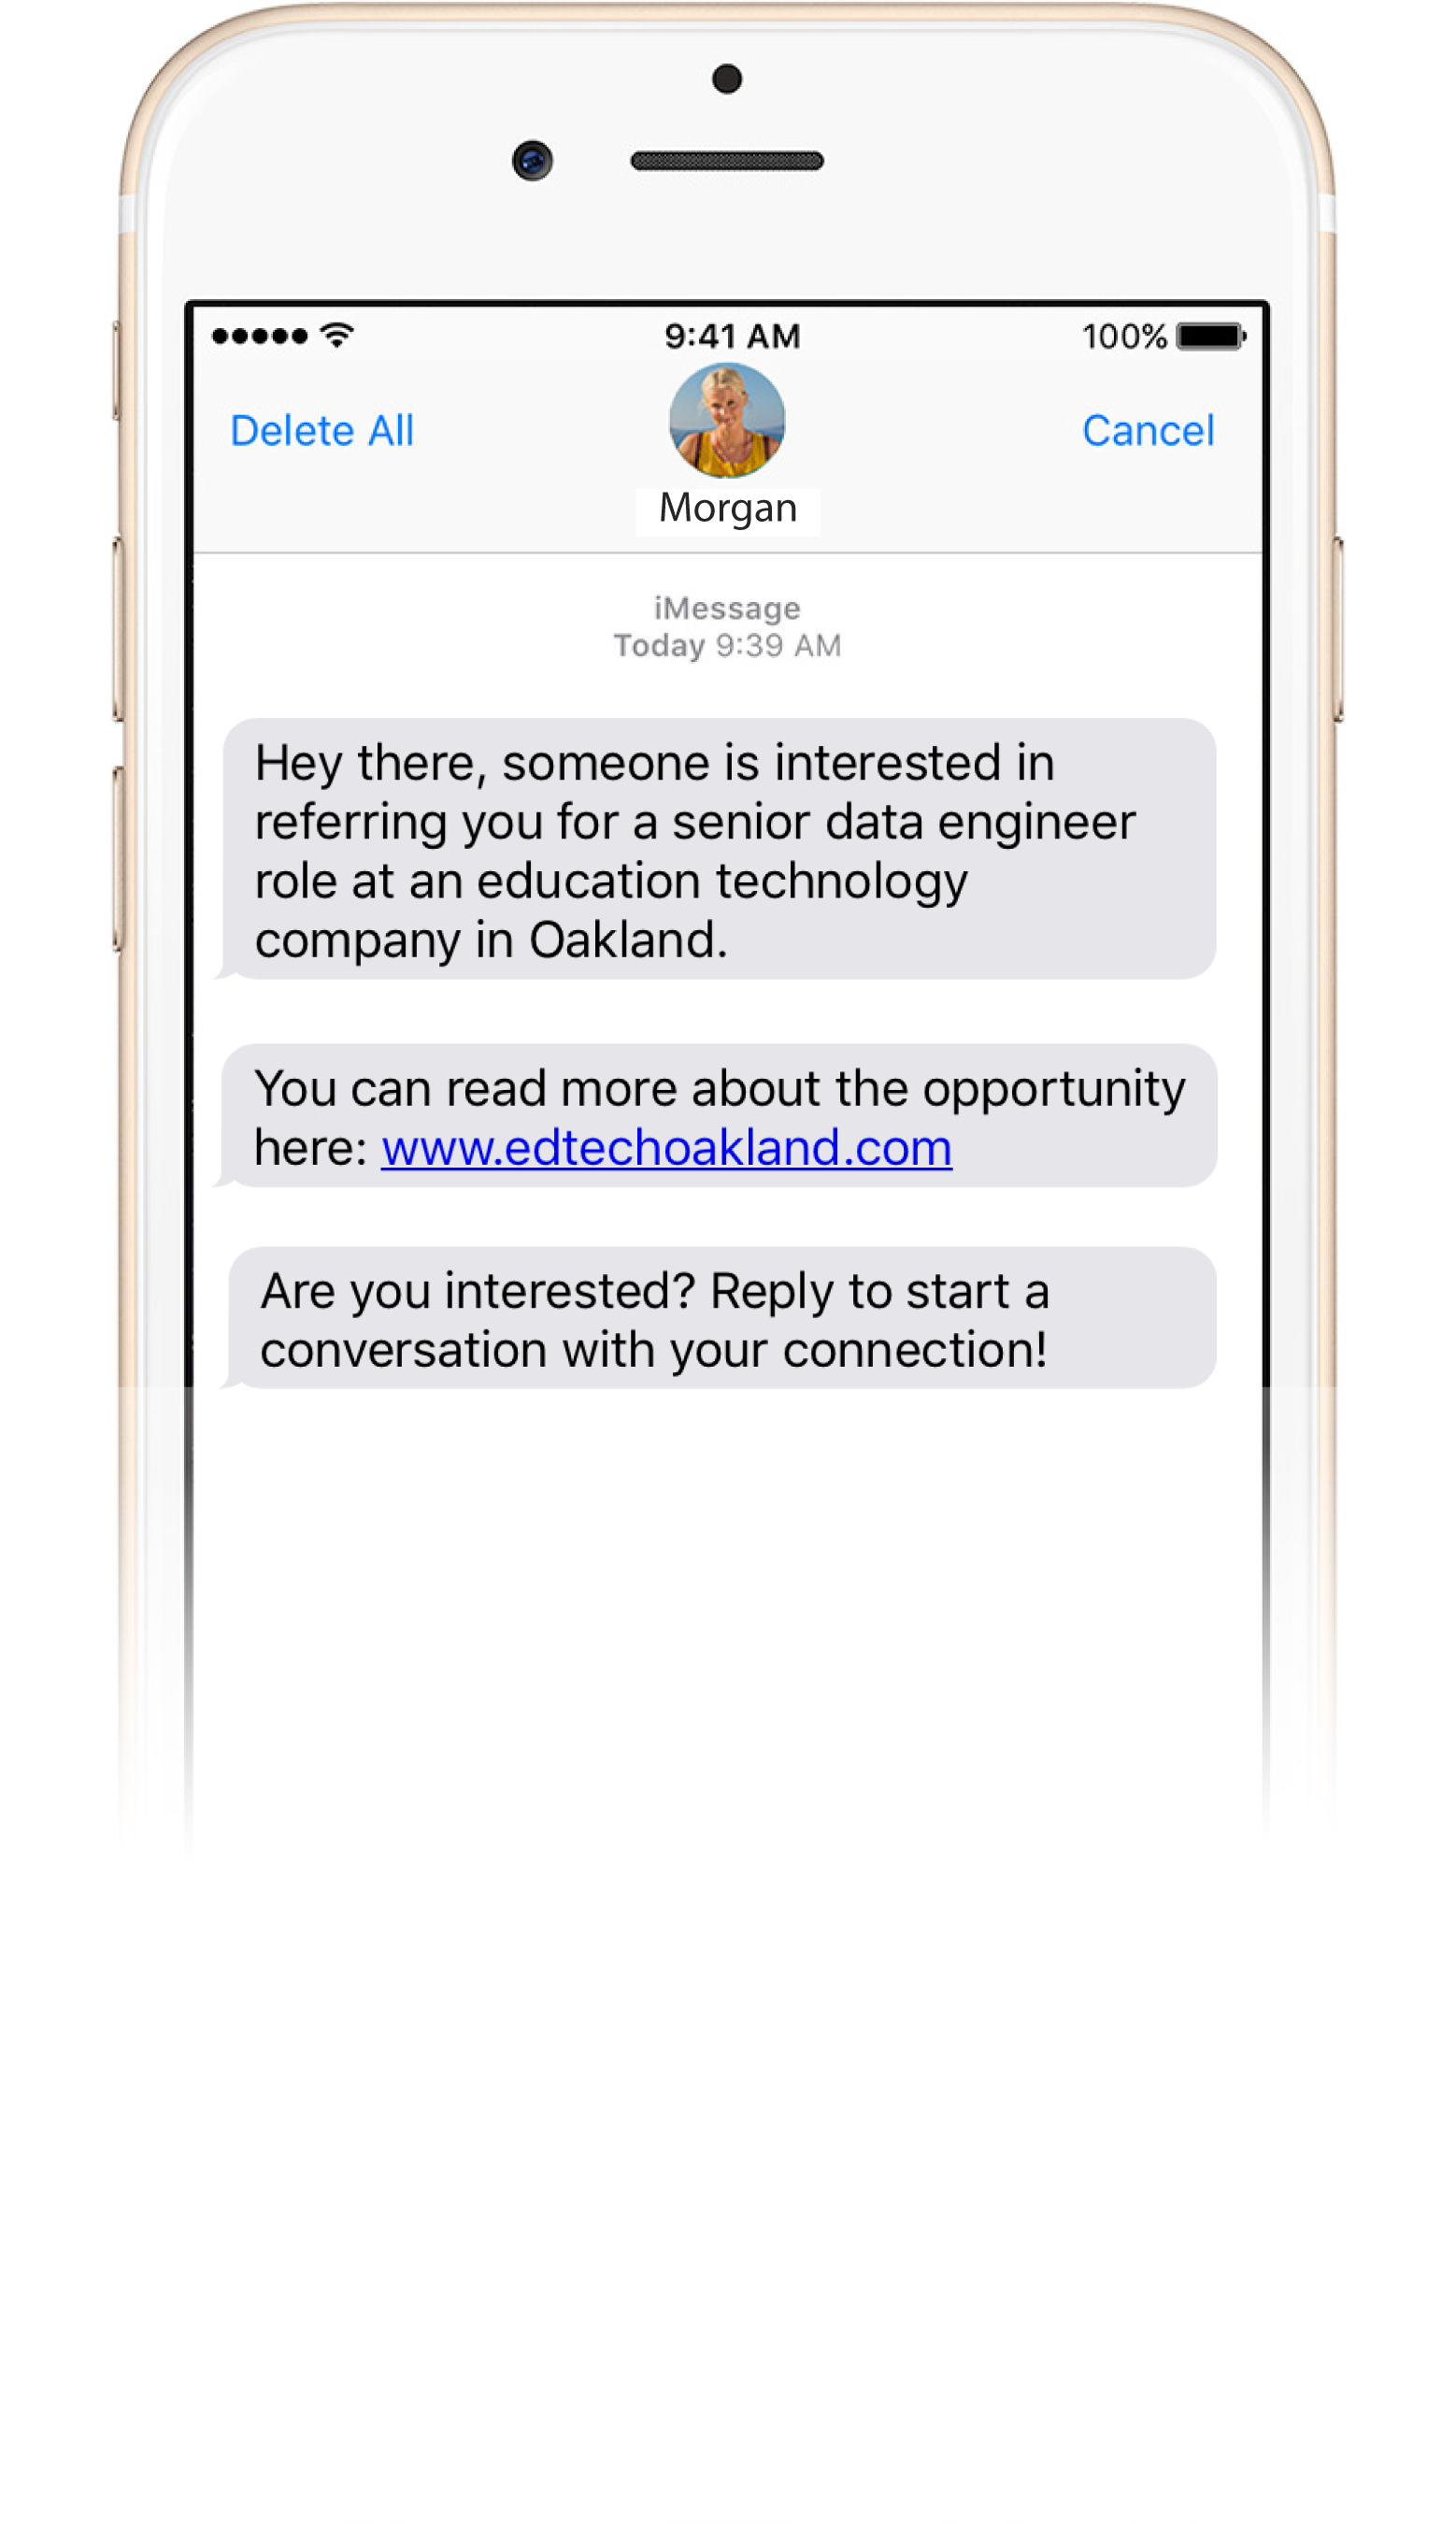 9:41 AM
100%
Delete All
Cancel
Morgan
iMessage
Today 9:39 AM
Hey there, someone is interested in
referring you for a senior data engineer
role at an education technology
company in Oakland.
You can read more about the opportunity
here: www.edtechoakland.com
Are you interested? Reply to start a
conversation with your connection!